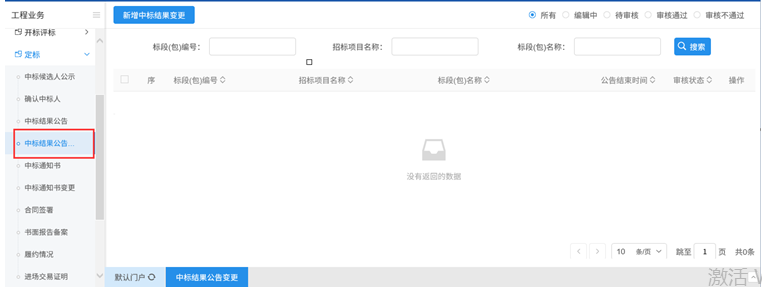 工程业务
新增中标结果变更
所有 编辑中 待审核 审核通过 审核不通过
开标评标
定标
标段(包)编号： 招标项目名称： 标段(包)名称： 搜索
中标候选人公示
序 标段(包)编号 招标项目名称 标段(包)名称 公告结束时间 审核状态 操作
确认中标人
中标结果公告
中标结果公告...
中标通知书
没有返回的数据
中标通知书变更
合同签署
书面报告备案
履约情况
10 条/页 跳至 1 页 共0条
进场交易证明
默认门户 中标结果公告变更
激活 W